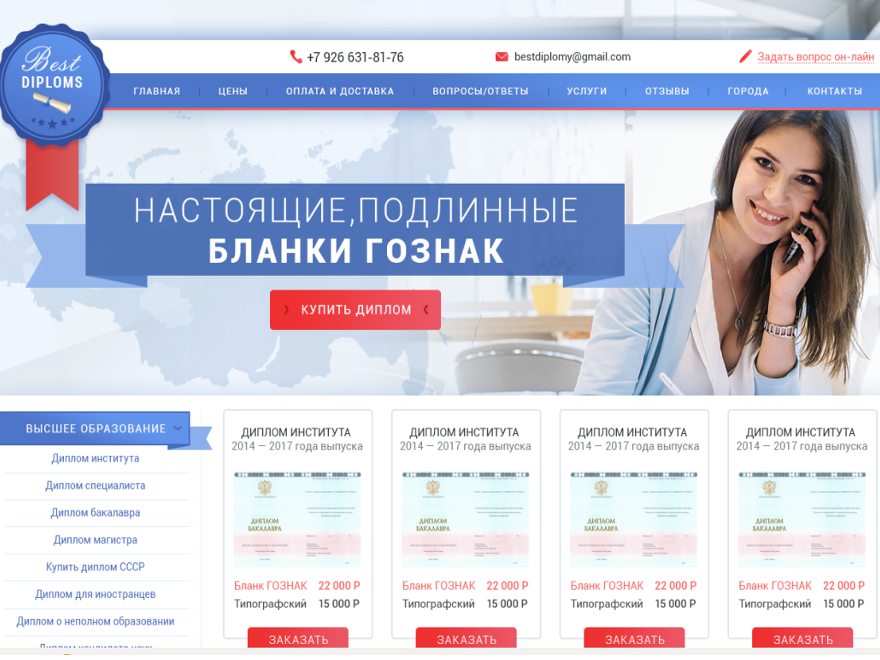 Best
DIPLOMS
+7 926 631-81-76
bestdiplomy@gmail.com
Задать вопрос он-лайн
ГЛАВНАЯ
ЦЕНЫ
ОПЛАТА И ДОСТАВКА
ВОПРОСЫ/ОТВЕТЫ
УСЛУГИ
ОТЗЫВЫ
ГОРОДА
КОНТАКТЫ
НАСТОЯЩИЕ,ПОДЛИННЫЕ
БЛАНКИ ГОЗНАК
КУПИТЬ ДИПЛОМ
ВЫСШЕЕ ОБРАЗОВАНИЕ
Диплом института
Диплом специалиста
Диплом бакалавра
Диплом магистра
Купить диплом СССР
Диплом для иностранцев
Диплом о неполном образовании
ДИПЛОМ ИНСТИТУТА
2014 — 2017 года выпуска
ДИПЛОМ
БАКАЛАВРА
Бланк ГОЗНАК 22 000 Р
Типографский 15 000 Р
ЗАКАЗАТЬ
ДИПЛОМ ИНСТИТУТА
2014 — 2017 года выпуска
ДИПЛОМ
БАКАЛАВРА
Бланк ГОЗНАК 22 000 Р
Типографский 15 000 Р
ЗАКАЗАТЬ
ДИПЛОМ ИНСТИТУТА
2014 — 2017 года выпуска
ДИПЛОМ
БАКАЛАВРА
Бланк ГОЗНАК 22 000 Р
Типографский 15 000 Р
ЗАКАЗАТЬ
ДИПЛОМ ИНСТИТУТА
2014 — 2017 года выпуска
ДИПЛОМ
БАКАЛАВРА
Бланк ГОЗНАК 22 000 Р
Типографский 15 000 Р
ЗАКАЗАТЬ